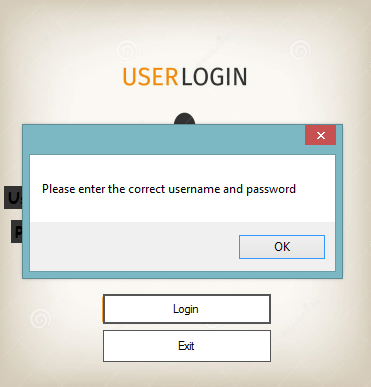 USERLOGIN
Please enter the correct username and password
OK
Login
Exit